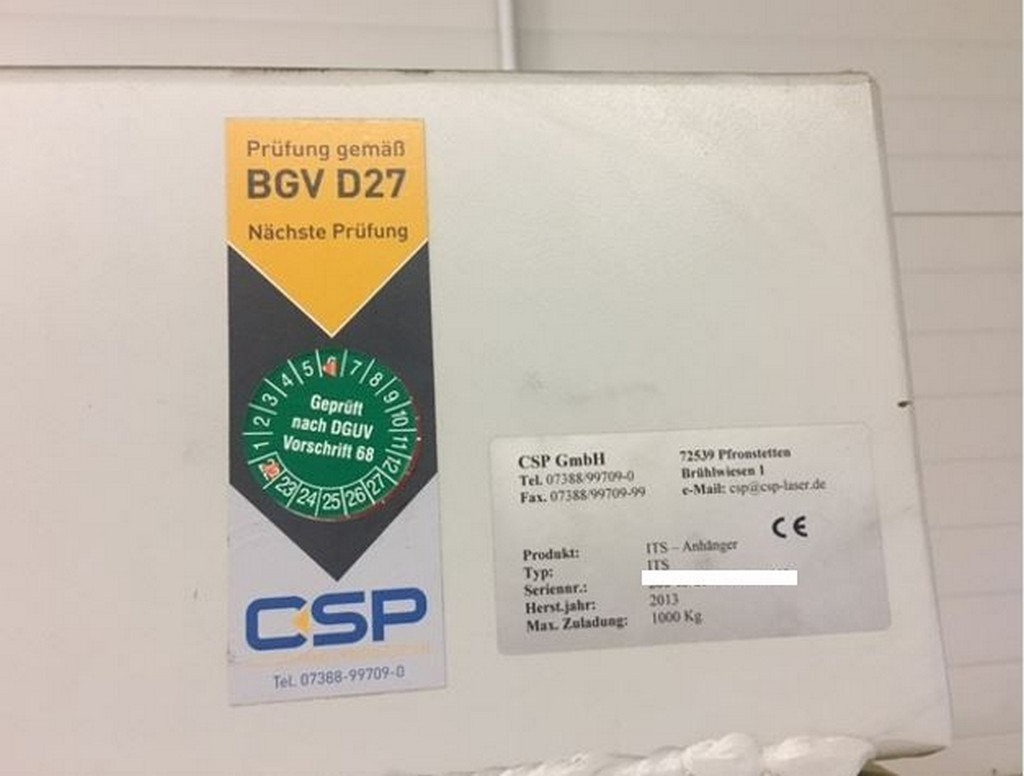 Prüfung gemäß
BGV D27
Nächste Prüfung
1 2 3 4 5 6 7 8 9 10 11 12
Geprüft
nach DGUV
Vorschrift 68
22 23 24 25 26 27
CSP
Tel. 07388-99709-0
CSP GmbH
Tel. 07388/99709-0
Fax. 07388/99709-99
72539 Pfronstetten
Brühlwiesen 1
e-Mail: csp@csp-laser.de
CE
Produkt: ITS – Anhänger
Typ: ITS
Seriennr.:
Herst.jahr: 2013
Max. Zuladung: 1000 Kg